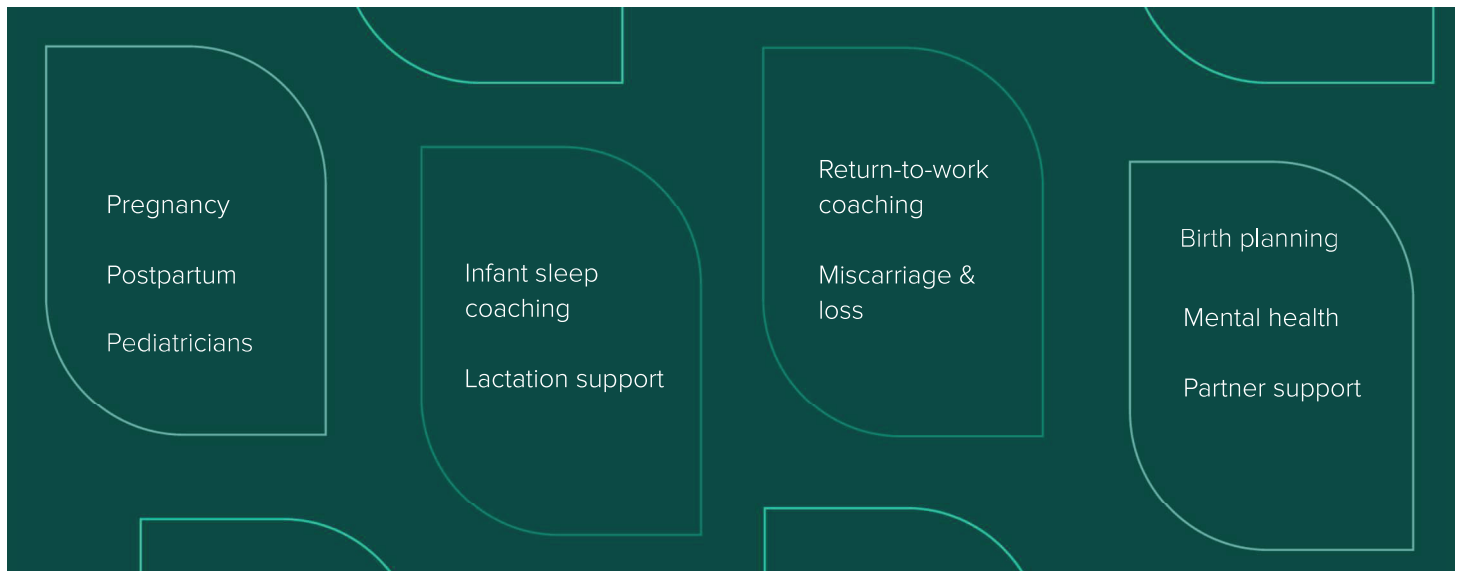 Pregnancy
Postpartum
Pediatricians
Infant sleep
coaching
Lactation support
Return-to-work
coaching
Miscarriage &
loss
Birth planning
Mental health
Partner support